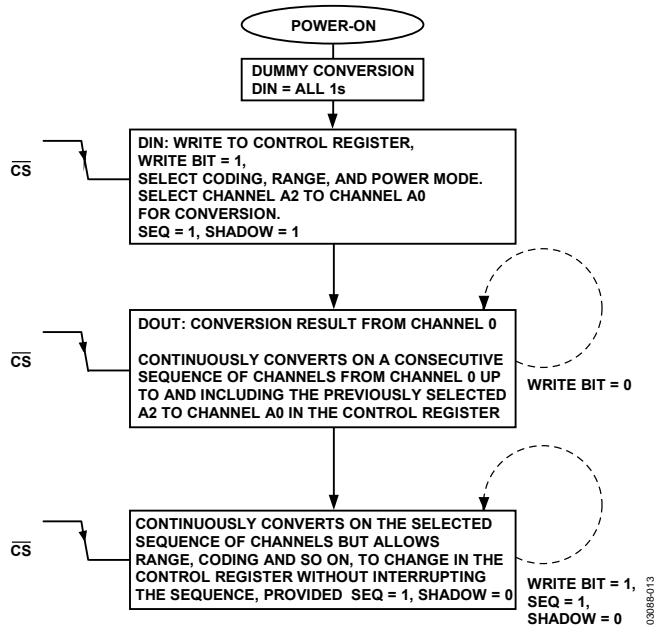 POWER-ON
DUMMY CONVERSION
DIN = ALL 1s
CS
DIN: WRITE TO CONTROL REGISTER,
WRITE BIT = 1,
SELECT CODING, RANGE, AND POWER MODE.
SELECT CHANNEL A2 TO CHANNEL A0
FOR CONVERSION.
SEQ = 1, SHADOW = 1
CS
DOUT: CONVERSION RESULT FROM CHANNEL 0
CONTINUOUSLY CONVERTS ON A CONSECUTIVE
SEQUENCE OF CHANNELS FROM CHANNEL 0 UP
TO AND INCLUDING THE PREVIOUSLY SELECTED
A2 TO CHANNEL A0 IN THE CONTROL REGISTER
WRITE BIT = 0
CS
CONTINUOUSLY CONVERTS ON THE SELECTED
SEQUENCE OF CHANNELS BUT ALLOWS
RANGE, CODING AND SO ON, TO CHANGE IN THE
CONTROL REGISTER WITHOUT INTERRUPTING
THE SEQUENCE, PROVIDED SEQ = 1, SHADOW = 0
WRITE BIT = 1,
SEQ = 1,
SHADOW = 0
03088-013